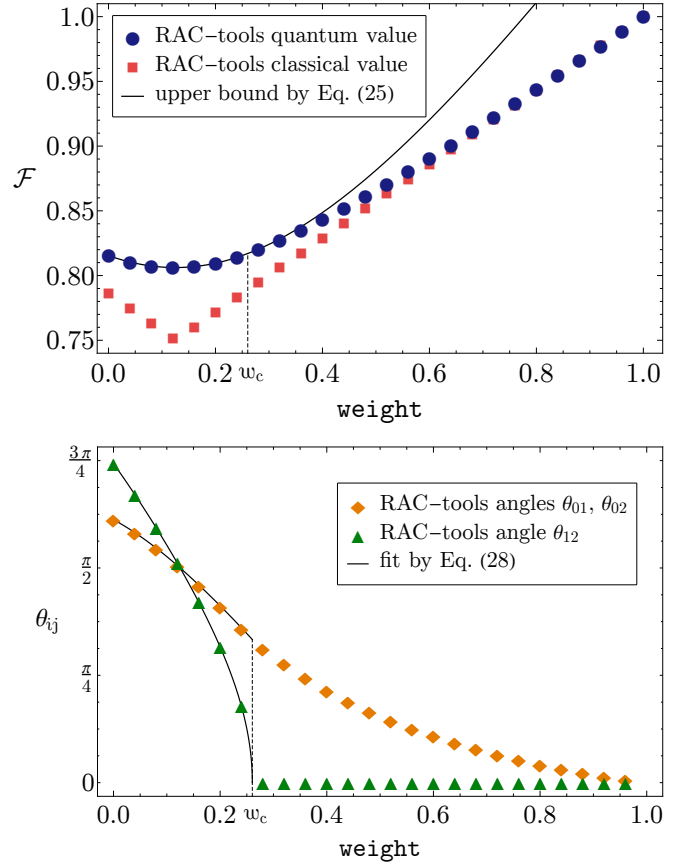 1.0
RAC-tools quantum value
0.95
RAC-tools classical value
upper bound by Eq. (25)
0.90
ℱ
0.85
0.80
0.75
0.0 0.2 w_c 0.4 0.6 0.8 1.0
weight
3π/4
RAC-tools angles θ_01, θ_02
RAC-tools angle θ_12
π/2
fit by Eq. (28)
θ_ij
π/4
0
0.0 0.2 w_c 0.4 0.6 0.8 1.0
weight